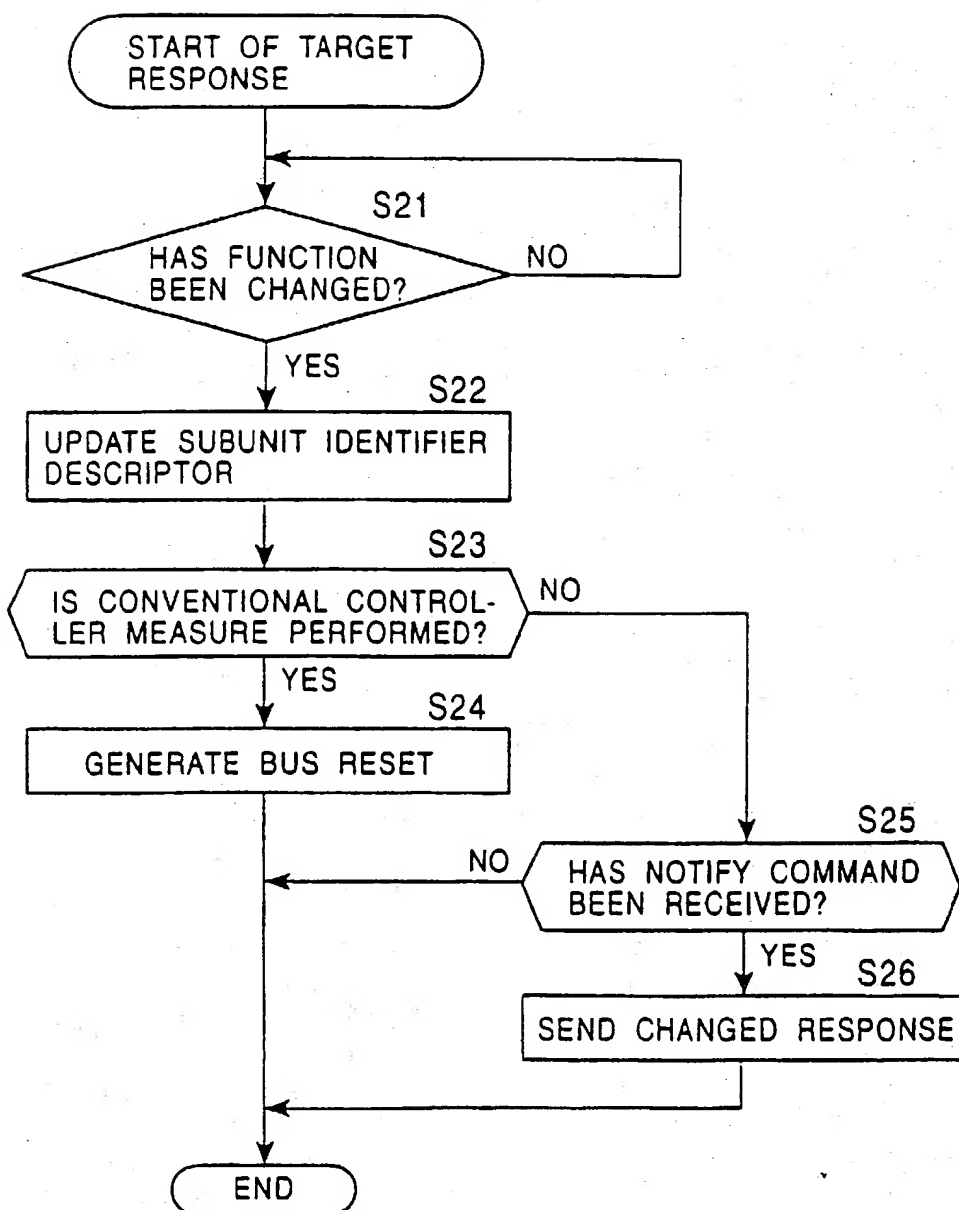 START OF TARGET
RESPONSE
S21
HAS FUNCTION
BEEN CHANGED?
NO
YES
S22
UPDATE SUBUNIT IDENTIFIER
DESCRIPTOR
S23
IS CONVENTIONAL CONTROL-
LER MEASURE PERFORMED?
NO
YES
S24
GENERATE BUS RESET
S25
NO
HAS NOTIFY COMMAND
BEEN RECEIVED?
YES
S26
SEND CHANGED RESPONSE
END